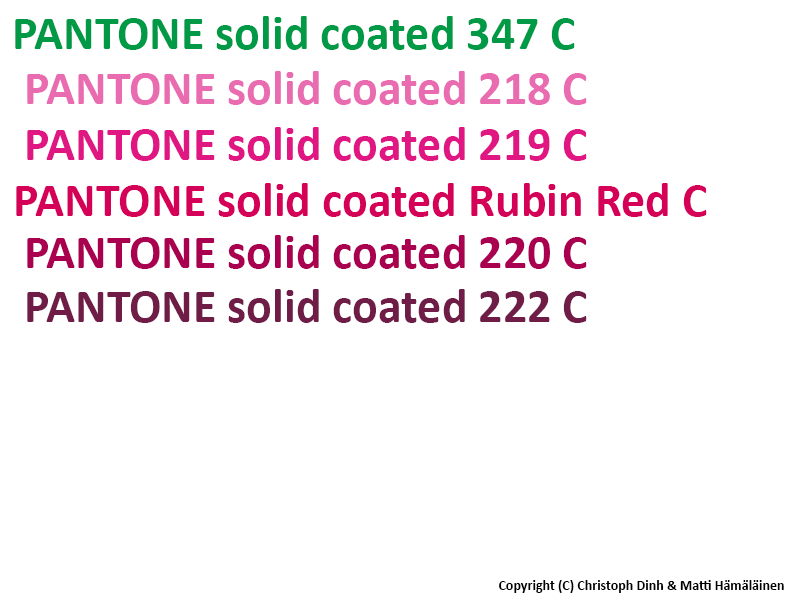 PANTONE solid coated 347 C
PANTONE solid coated 218 C
PANTONE solid coated 219 C
PANTONE solid coated Rubin Red C
PANTONE solid coated 220 C
PANTONE solid coated 222 C
Copyright (C) Christoph Dinh & Matti Hämäläinen